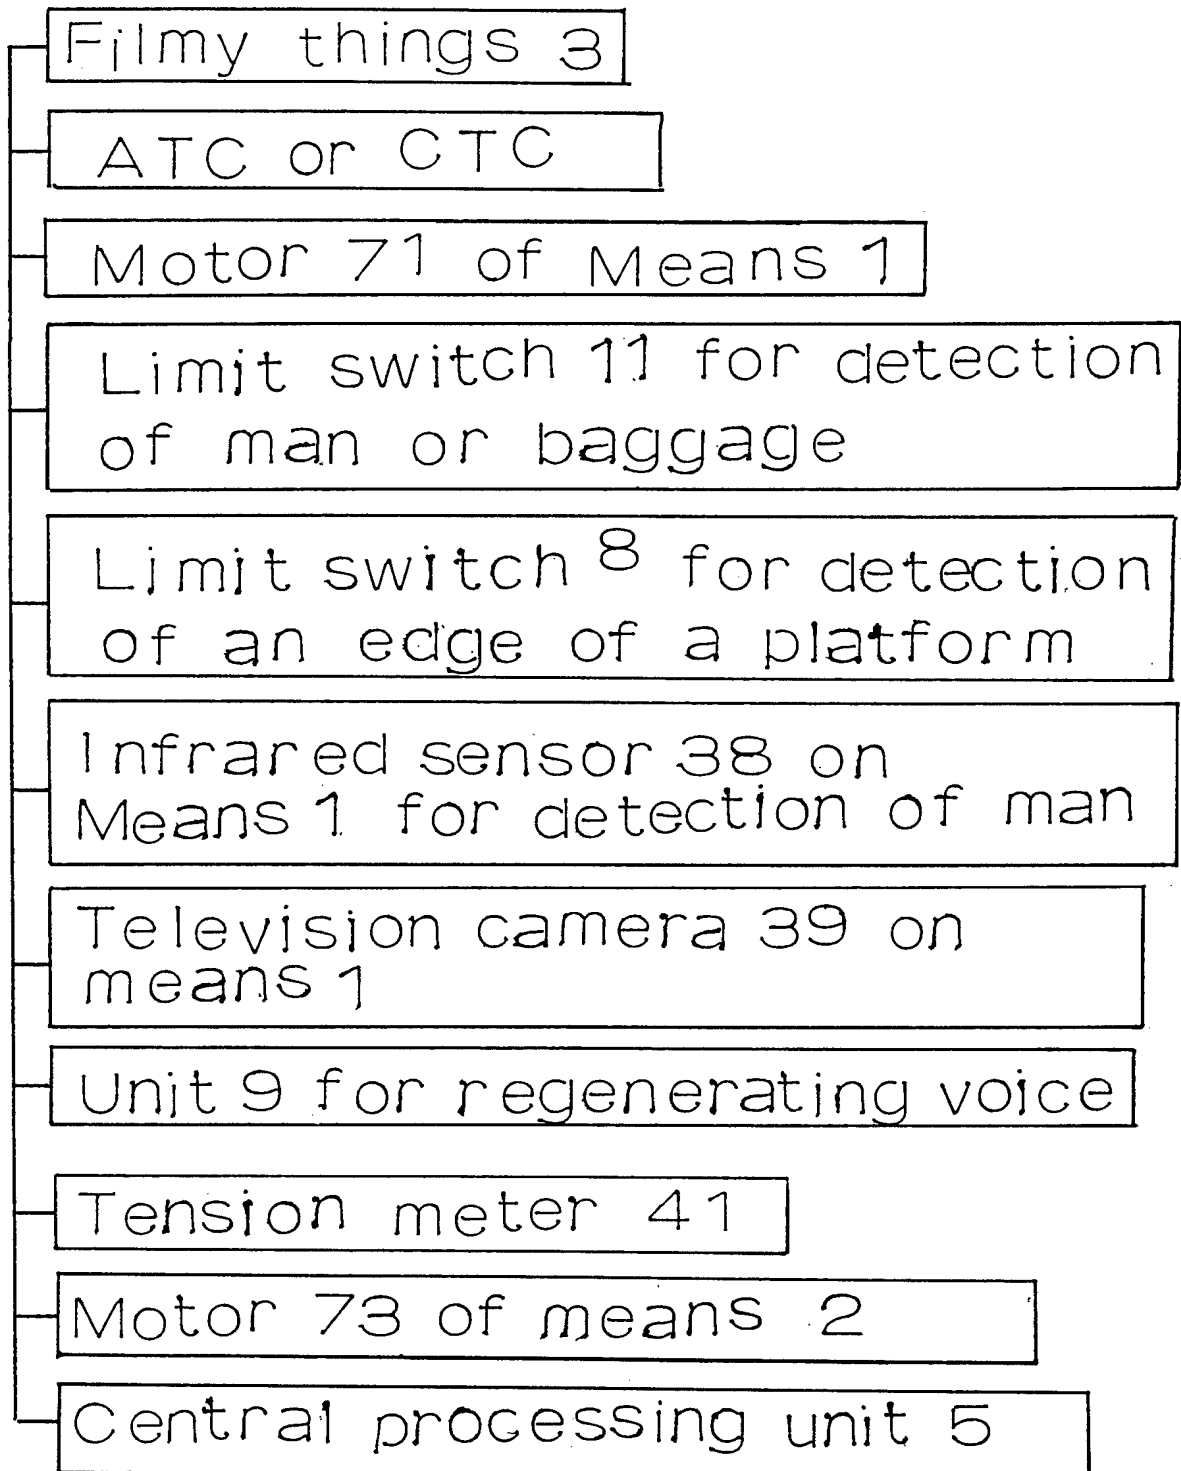 Filmy things 3
ATC or CTC
Motor 71 of Means 1
Limit switch 11 for detection
of man or baggage
Limit switch 8 for detection
of an edge of a platform
Infrared sensor 38 on
Means 1 for detection of man
Television camera 39 on
means 1
Unit 9 for regenerating voice
Tension meter 41
Motor 73 of means 2
Central processing unit 5